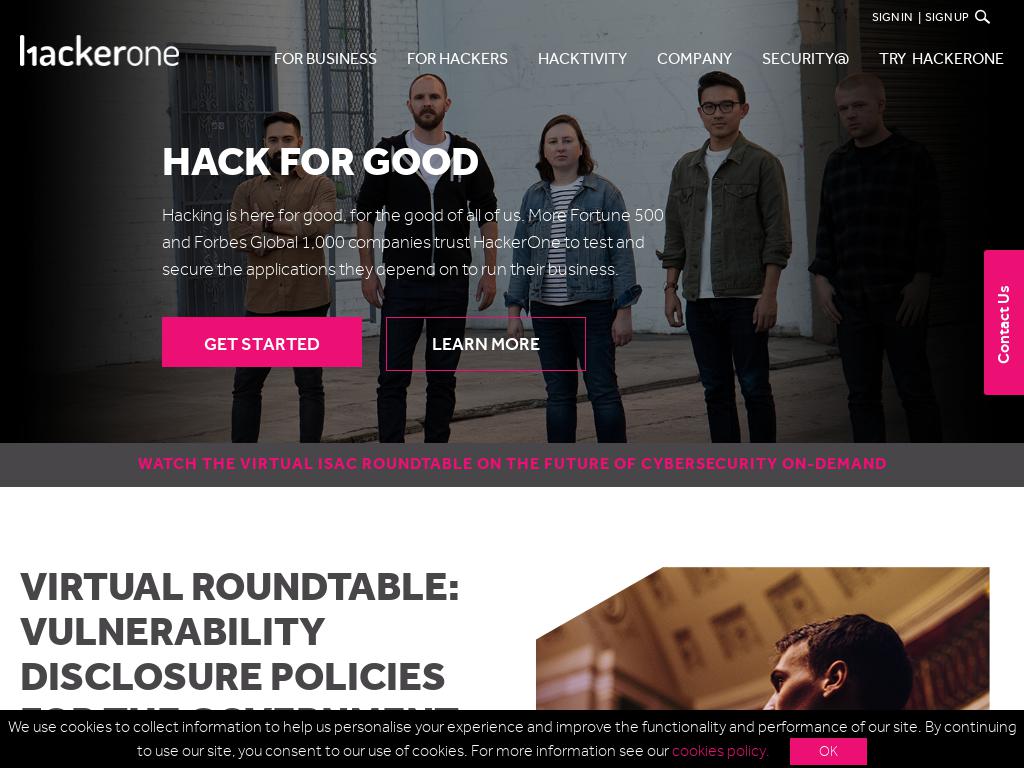 SIGN IN | SIGN UP
hackerone
FOR BUSINESS FOR HACKERS HACKTIVITY COMPANY SECURITY@ TRY HACKERONE
HACK FOR GOOD
Hacking is here for good, for the good of all of us. More Fortune 500
and Forbes Global 1,000 companies trust HackerOne to test and
secure the applications they depend on to run their business.
GET STARTED LEARN MORE
Contact Us
WATCH THE VIRTUAL ISAC ROUNDTABLE ON THE FUTURE OF CYBERSECURITY ON-DEMAND
VIRTUAL ROUNDTABLE:
VULNERABILITY
DISCLOSURE POLICIES
FOR THE GOVERNMENT
We use cookies to collect information to help us personalise your experience and improve the functionality and performance of our site. By continuing
to use our site, you consent to our use of cookies. For more information see our cookies policy. OK